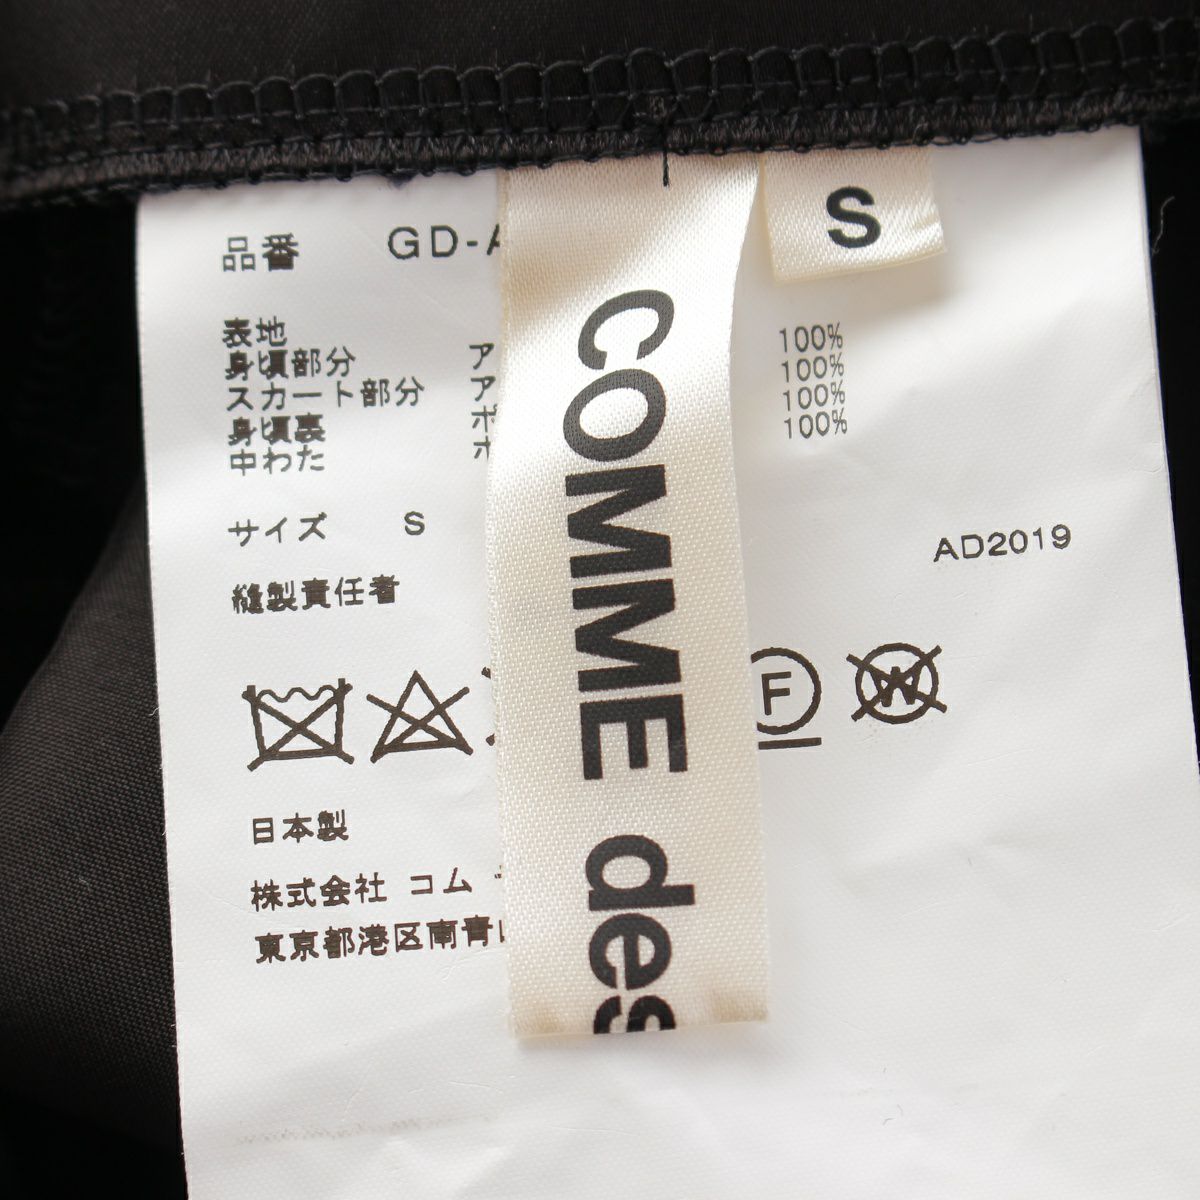 品番 GD-A
S
表地
身頃部分 ア 100%
スカート部分 ア 100%
身頃裏 ポ 100%
中わた 100%
サイズ S
AD2019
縫製責任者
F W
日本製
株式会社 コム
東京都港区南青
COMME des